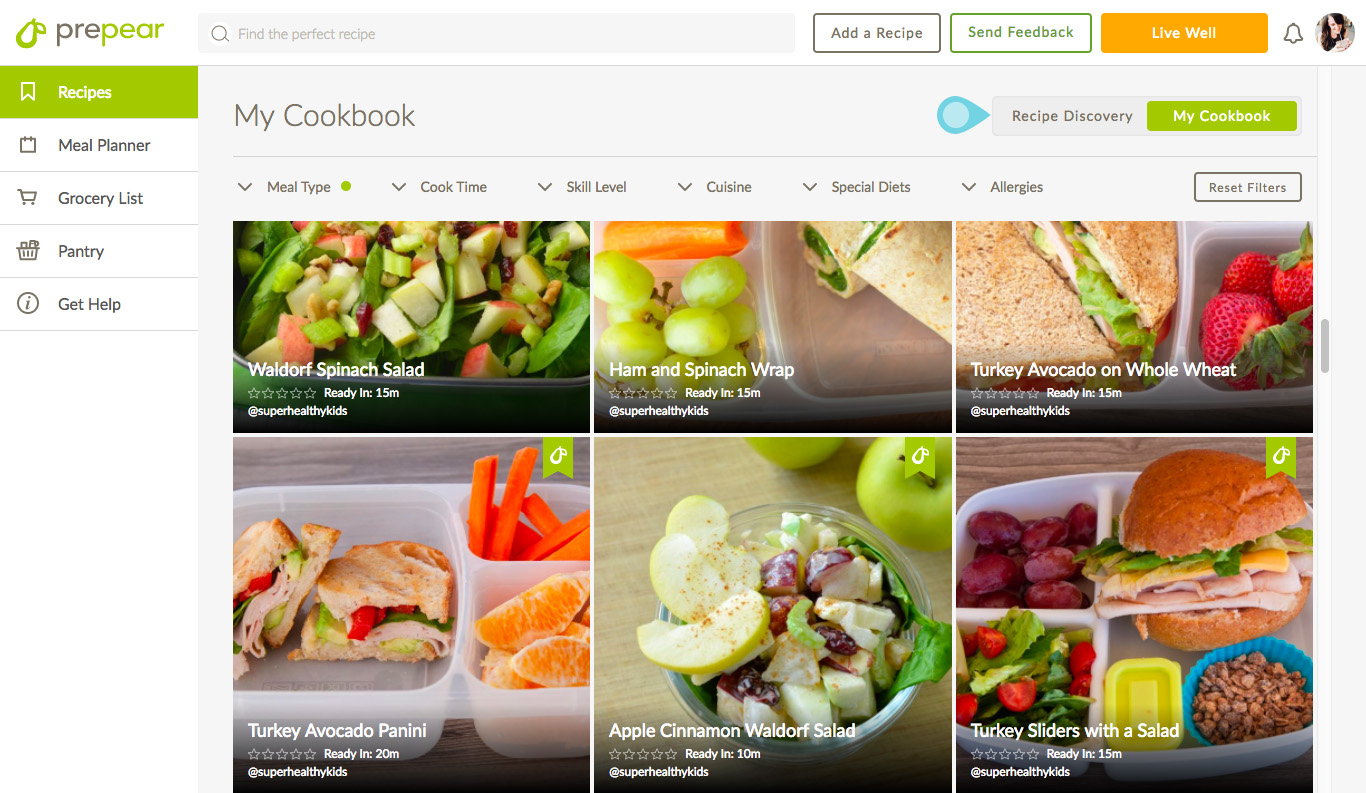 prepear
Find the perfect recipe
Add a Recipe
Send Feedback
Live Well
Recipes
Meal Planner
Grocery List
Pantry
Get Help
My Cookbook
Recipe Discovery
My Cookbook
Meal Type
Cook Time
Skill Level
Cuisine
Special Diets
Allergies
Reset Filters
Waldorf Spinach Salad
Ready In: 15m
@superhealthykids
Ham and Spinach Wrap
Ready In: 15m
@superhealthykids
Turkey Avocado on Whole Wheat
Ready In: 15m
@superhealthykids
Turkey Avocado Panini
Ready In: 20m
@superhealthykids
Apple Cinnamon Waldorf Salad
Ready In: 10m
@superhealthykids
Turkey Sliders with a Salad
Ready In: 15m
@superhealthykids